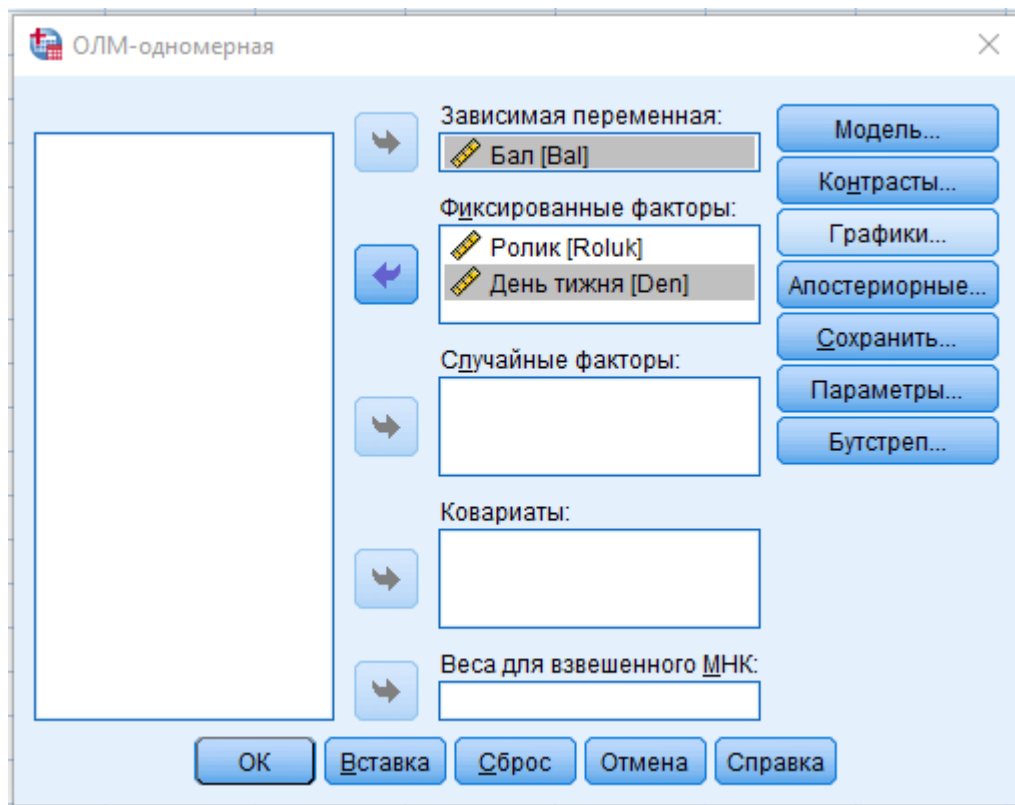 ОЛМ-одномерная
Зависимая переменная:
Бал [Bal]
Фиксированные факторы:
Ролик [Roluk]
День тижня [Den]
Случайные факторы:
Ковариаты:
Веса для взвешенного МНК:
Модель...
Контрасты...
Графики...
Апостериорные...
Сохранить...
Параметры...
Бутстреп...
ОК
Вставка
Сброс
Отмена
Справка